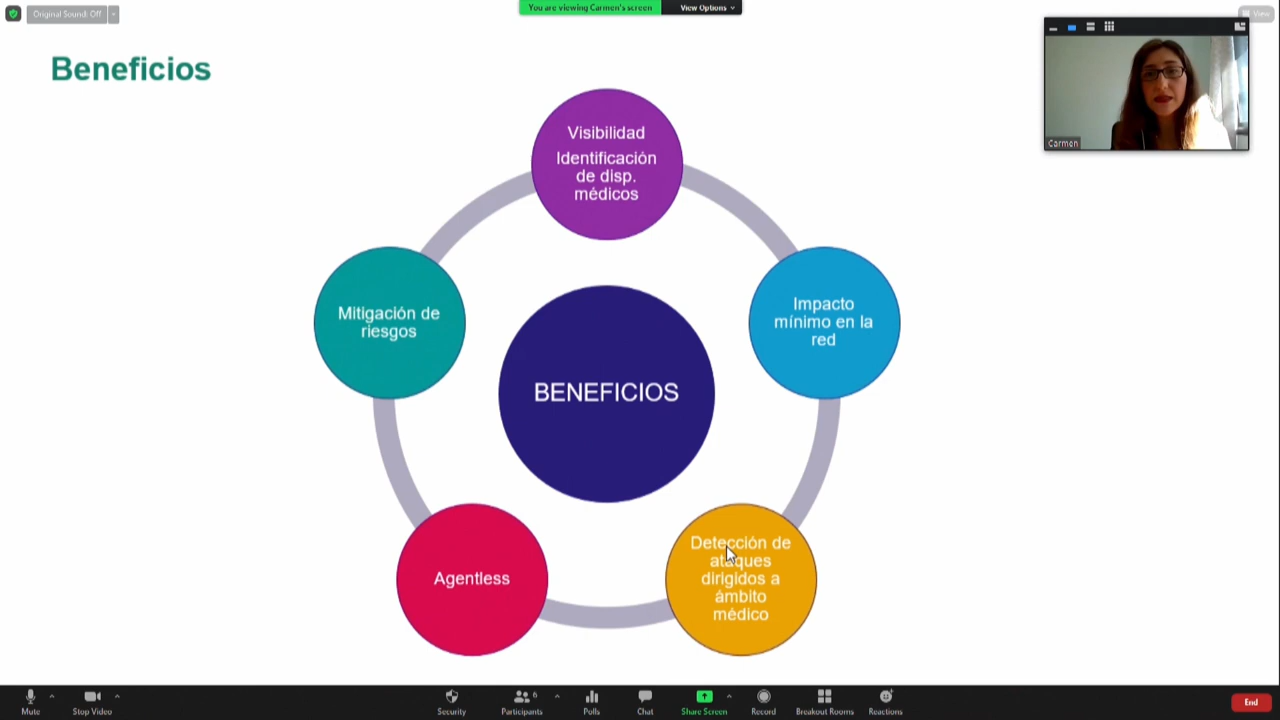 Original Sound: Off
You are viewing Carmen's screen
View Options
View
Beneficios
Carmen
Visibilidad
Identificación
de disp.
médicos
Mitigación de
riesgos
Impacto
mínimo en la
red
BENEFICIOS
Agentless
Detección de
ataques
dirigidos a
ámbito
médico
Mute
Stop Video
Security
Participants
6
Polls
Chat
Share Screen
Record
Breakout Rooms
Reactions
End